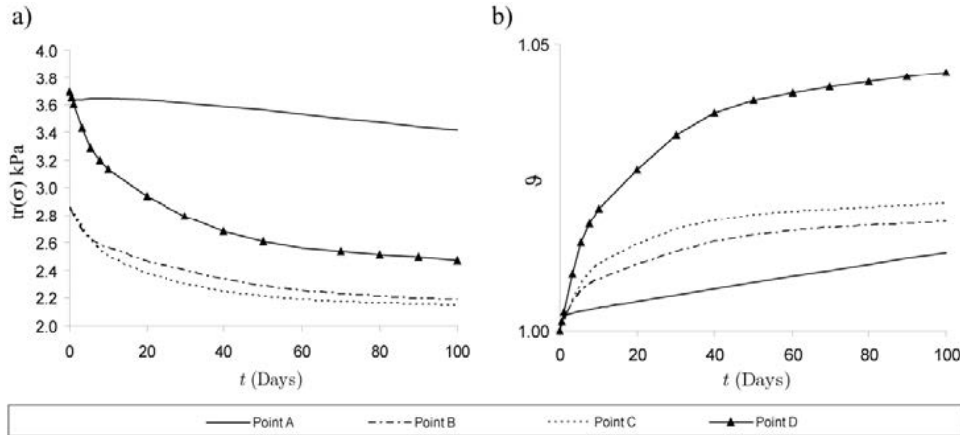 a)
tr(σ) kPa
4.0
3.8
3.6
3.4
3.2
3.0
2.8
2.6
2.4
2.2
2.0
0 20 40 60 80 100
t (Days)
b)
ϑ
1.05
1.00
0 20 40 60 80 100
t (Days)
Point A Point B Point C Point D